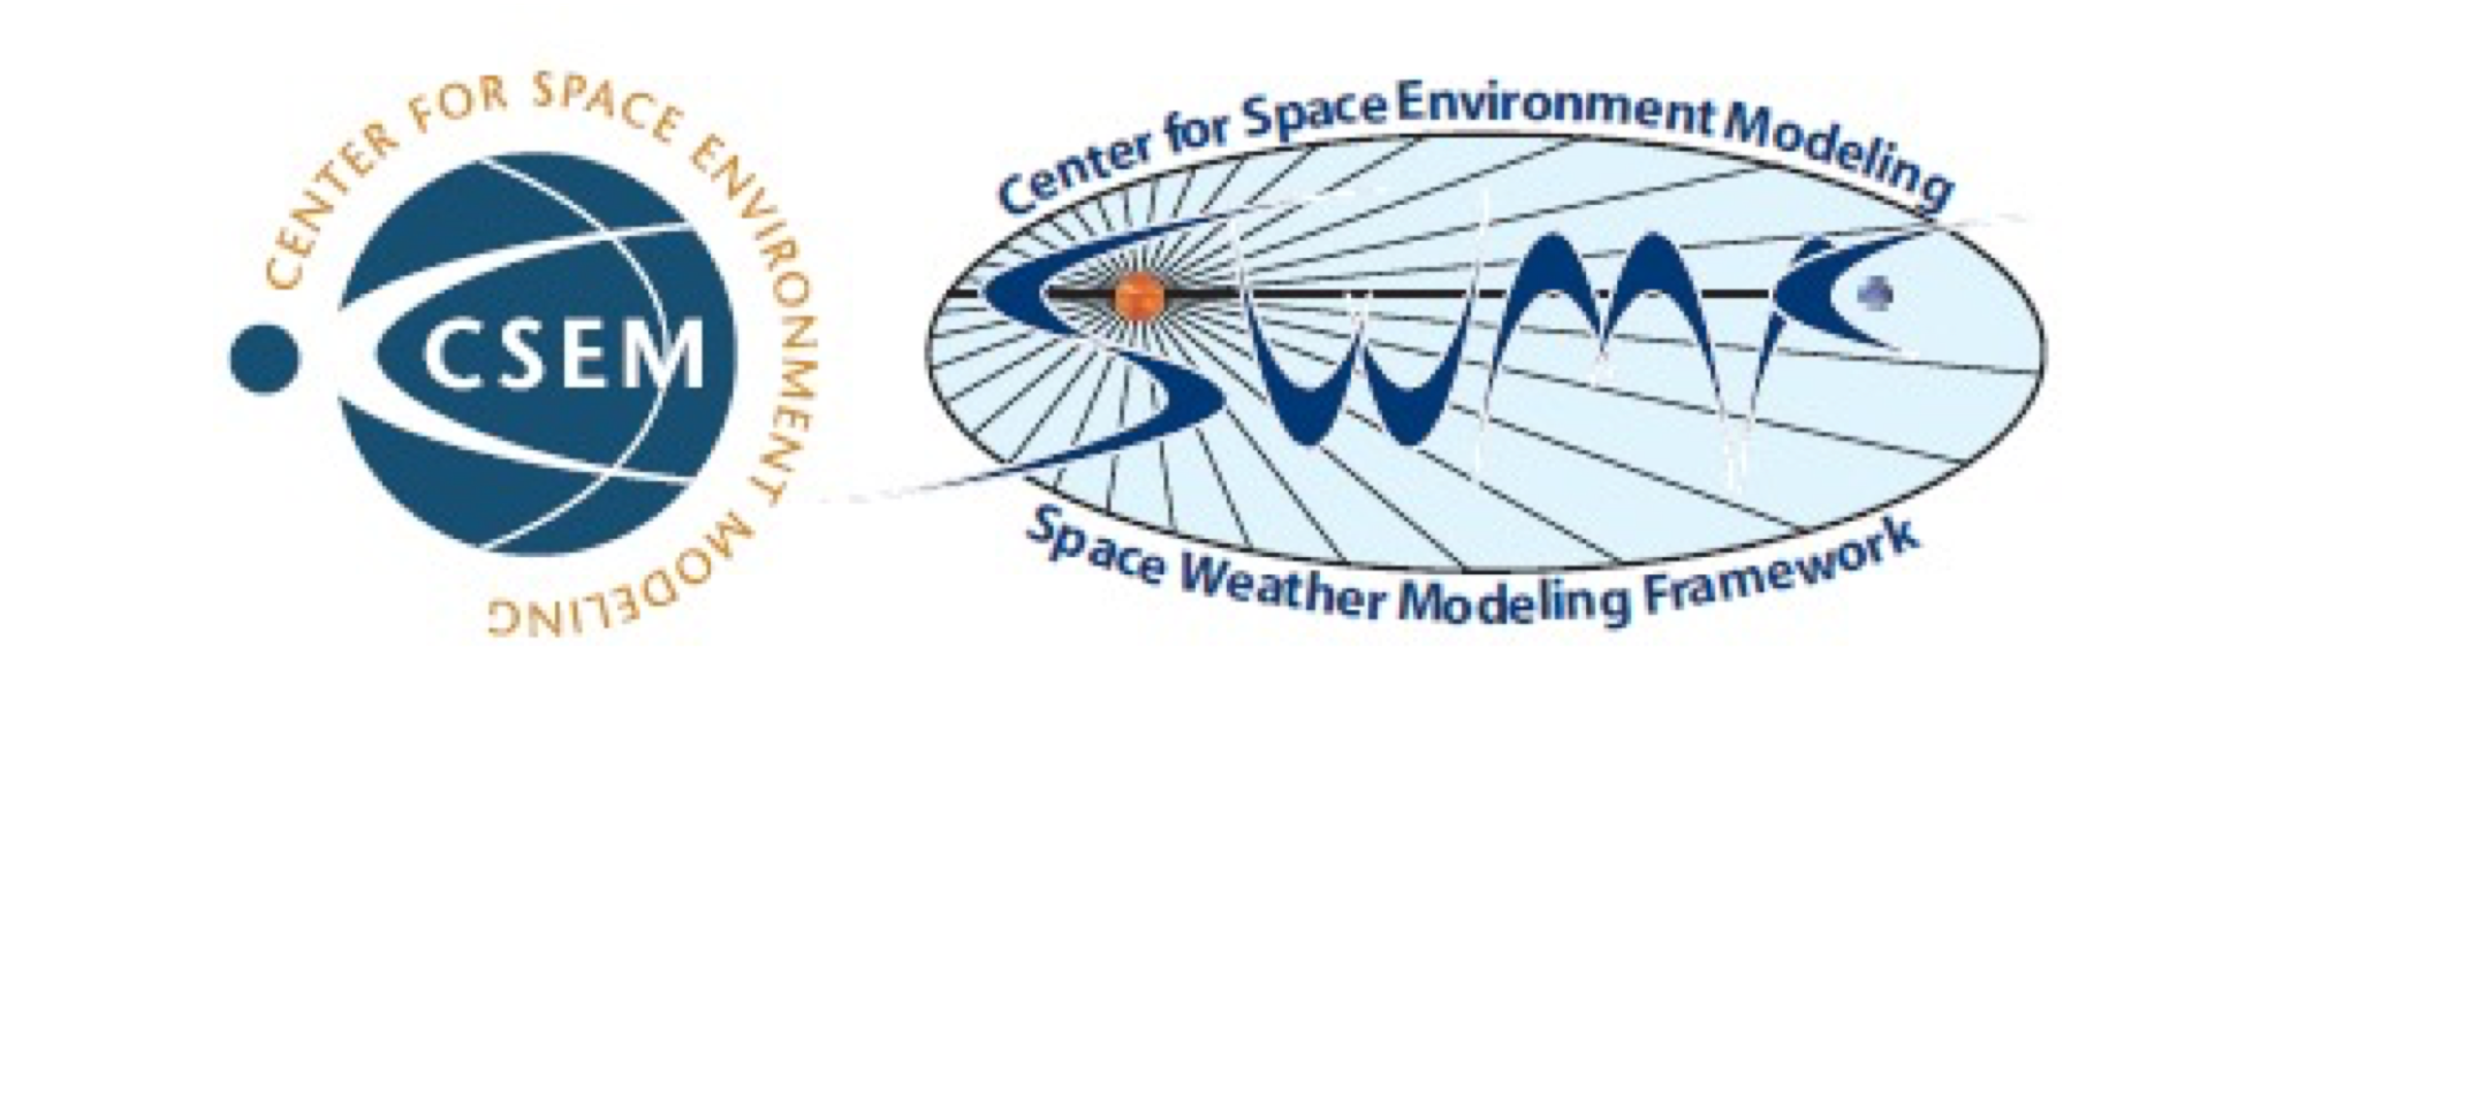 CENTER FOR SPACE ENVIRONMENT MODELING
CSEM
Center for Space Environment Modeling
SWMF
Space Weather Modeling Framework